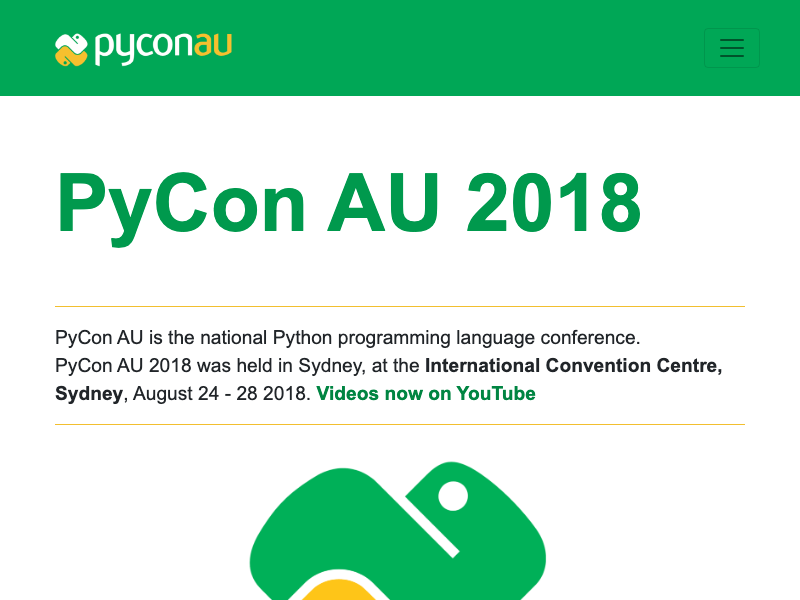 pyconau
PyCon AU 2018
PyCon AU is the national Python programming language conference.
PyCon AU 2018 was held in Sydney, at the International Convention Centre,
Sydney, August 24 - 28 2018. Videos now on YouTube